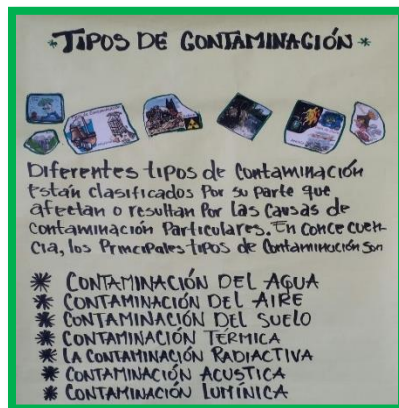 * TIPOS DE CONTAMINACIÓN *
Diferentes tipos de Contaminación
están clasificados Por su parte que
afectan o resultan Por las Causas de
contaminación Particulares. En conce cuen-
cia, los Principales tipos de Contaminación son
* CONTAMINACIÓN DEL AGUA
* CONTAMINACIÓN DEL AIRE
* CONTAMINACIÓN DEL SUELO
* CONTAMINACIÓN TÉRMICA
* LA CONTAMINACIÓN RADIACTIVA
* CONTAMINACIÓN ACUSTICA
* CONTAMINACIÓN LUMÍNICA